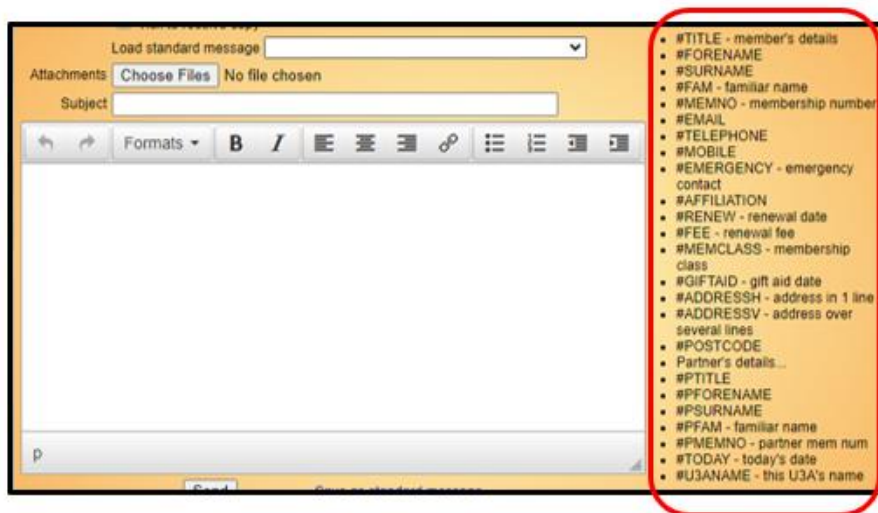 Load standard message
Attachments Choose Files No file chosen
Subject
Formats B I
p
Send
#TITLE - member's details
#FORENAME
#SURNAME
#FAM - familiar name
#MEMNO - membership number
#EMAIL
#TELEPHONE
#MOBILE
#EMERGENCY - emergency
contact
#AFFILIATION
#RENEW - renewal date
#FEE - renewal fee
#MEMCLASS - membership
class
#GIFTAID - gift aid date
#ADDRESSH - address in 1 line
#ADDRESSV - address over
several lines
#POSTCODE
Partner's details...
#PTITLE
#PFORENAME
#PSURNAME
#PFAM - familiar name
#PMEMNO - partner mem num
#TODAY - today's date
#U3ANAME - this U3A's name